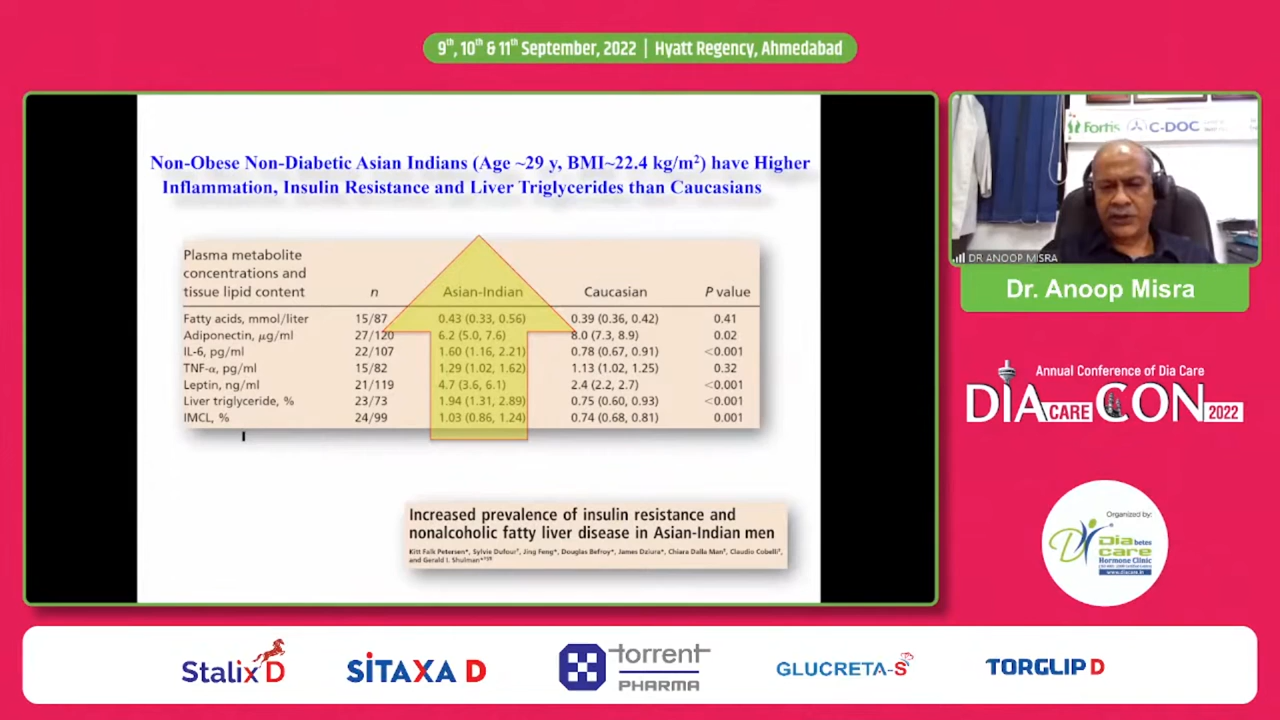 9th, 10th & 11th September, 2022 | Hyatt Regency, Ahmedabad
Non-Obese Non-Diabetic Asian Indians (Age ~29 y, BMI~22.4 kg/m²) have Higher
Inflammation, Insulin Resistance and Liver Triglycerides than Caucasians
Plasma metabolite
concentrations and
tissue lipid content n Asian-Indian Caucasian P value
Fatty acids, mmol/liter 15/87 0.43 (0.33, 0.56) 0.39 (0.36, 0.42) 0.41
Adiponectin, μg/ml 27/120 6.2 (5.0, 7.6) 8.0 (7.3, 8.9) 0.02
IL-6, pg/ml 22/107 1.60 (1.16, 2.21) 0.78 (0.67, 0.91) <0.001
TNF-α, pg/ml 15/82 1.29 (1.02, 1.62) 1.13 (1.02, 1.25) 0.32
Leptin, ng/ml 21/119 4.7 (3.6, 6.1) 2.4 (2.2, 2.7) <0.001
Liver triglyceride, % 23/73 1.94 (1.31, 2.89) 0.75 (0.60, 0.93) <0.001
IMCL, % 24/99 1.03 (0.86, 1.24) 0.74 (0.68, 0.81) 0.001
Increased prevalence of insulin resistance and
nonalcoholic fatty liver disease in Asian-Indian men
Kitt Falk Petersen*, Sylvie Dufour†, Jing Feng*, Douglas Befroy*, James Dziura*, Chiara Dalla Man‡, Claudio Cobelli‡,
and Gerald I. Shulman*
Fortis C-DOC
DR ANOOP MISRA
Dr. Anoop Misra
Annual Conference of Dia Care
DIA CARE CON 2022
Organized by:
Diabetes
care
Hormone Clinic
www.diacare.in
Stalix D
SITAXA D
torrent
PHARMA
GLUCRETA-S
TORGLIP D